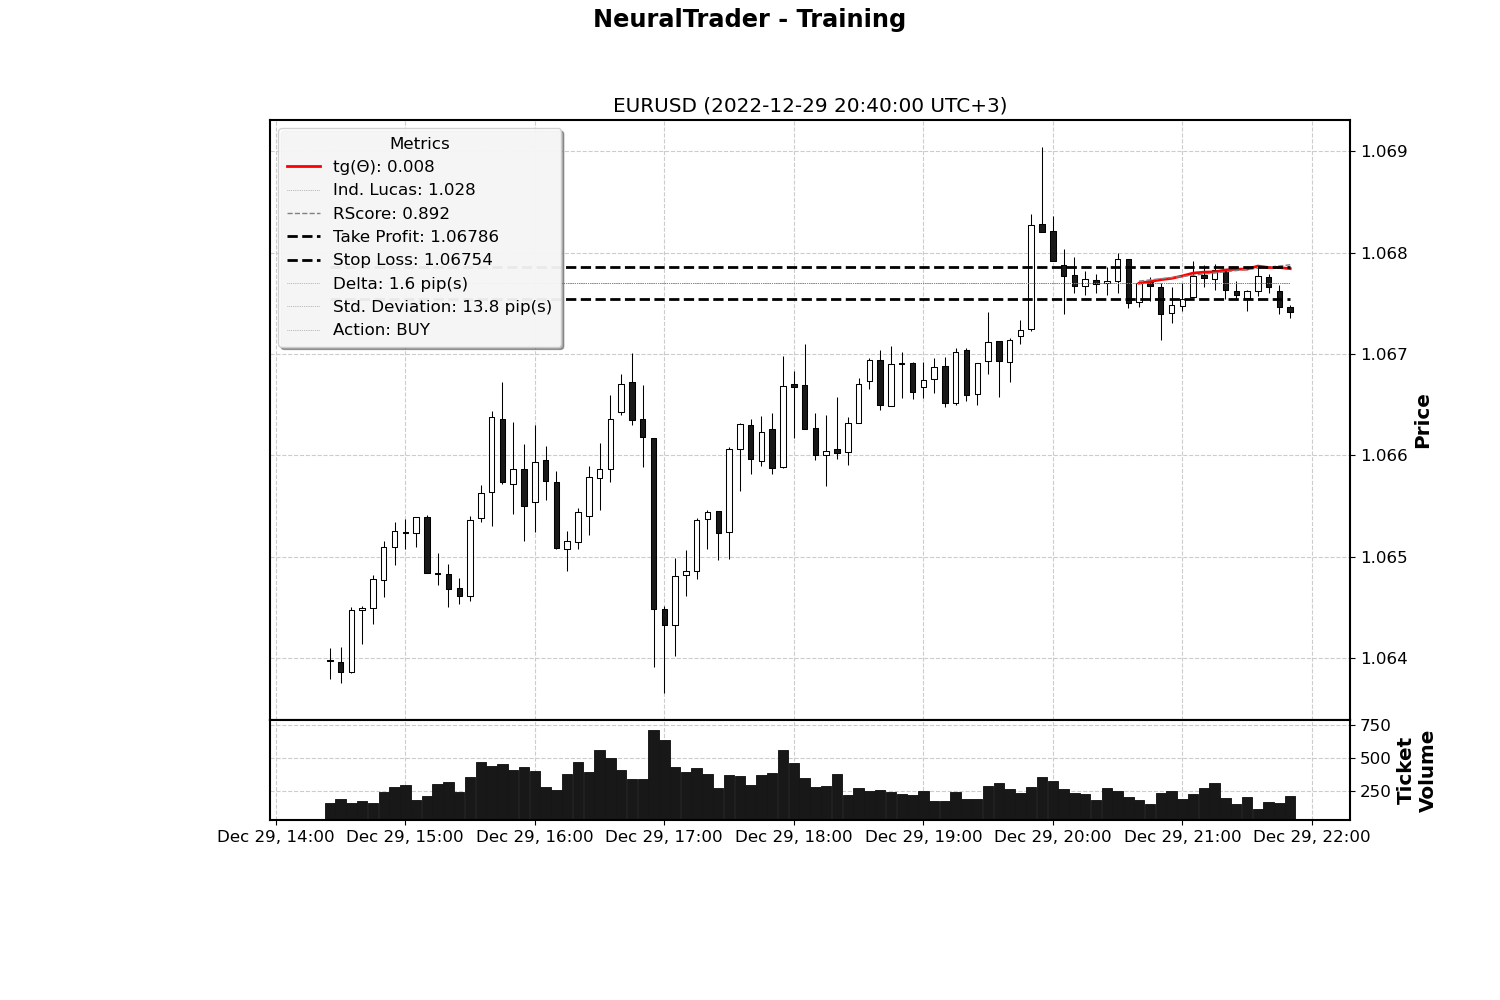 NeuralTrader - Training
EURUSD (2022-12-29 20:40:00 UTC+3)
Metrics
tg(Θ): 0.008
Ind. Lucas: 1.028
RScore: 0.892
Take Profit: 1.06786
Stop Loss: 1.06754
Delta: 1.6 pip(s)
Std. Deviation: 13.8 pip(s)
Action: BUY
1.069
1.068
1.067
1.066
1.065
1.064
Price
750
500
250
Ticket
Volume
Dec 29, 14:00 Dec 29, 15:00 Dec 29, 16:00 Dec 29, 17:00 Dec 29, 18:00 Dec 29, 19:00 Dec 29, 20:00 Dec 29, 21:00 Dec 29, 22:00